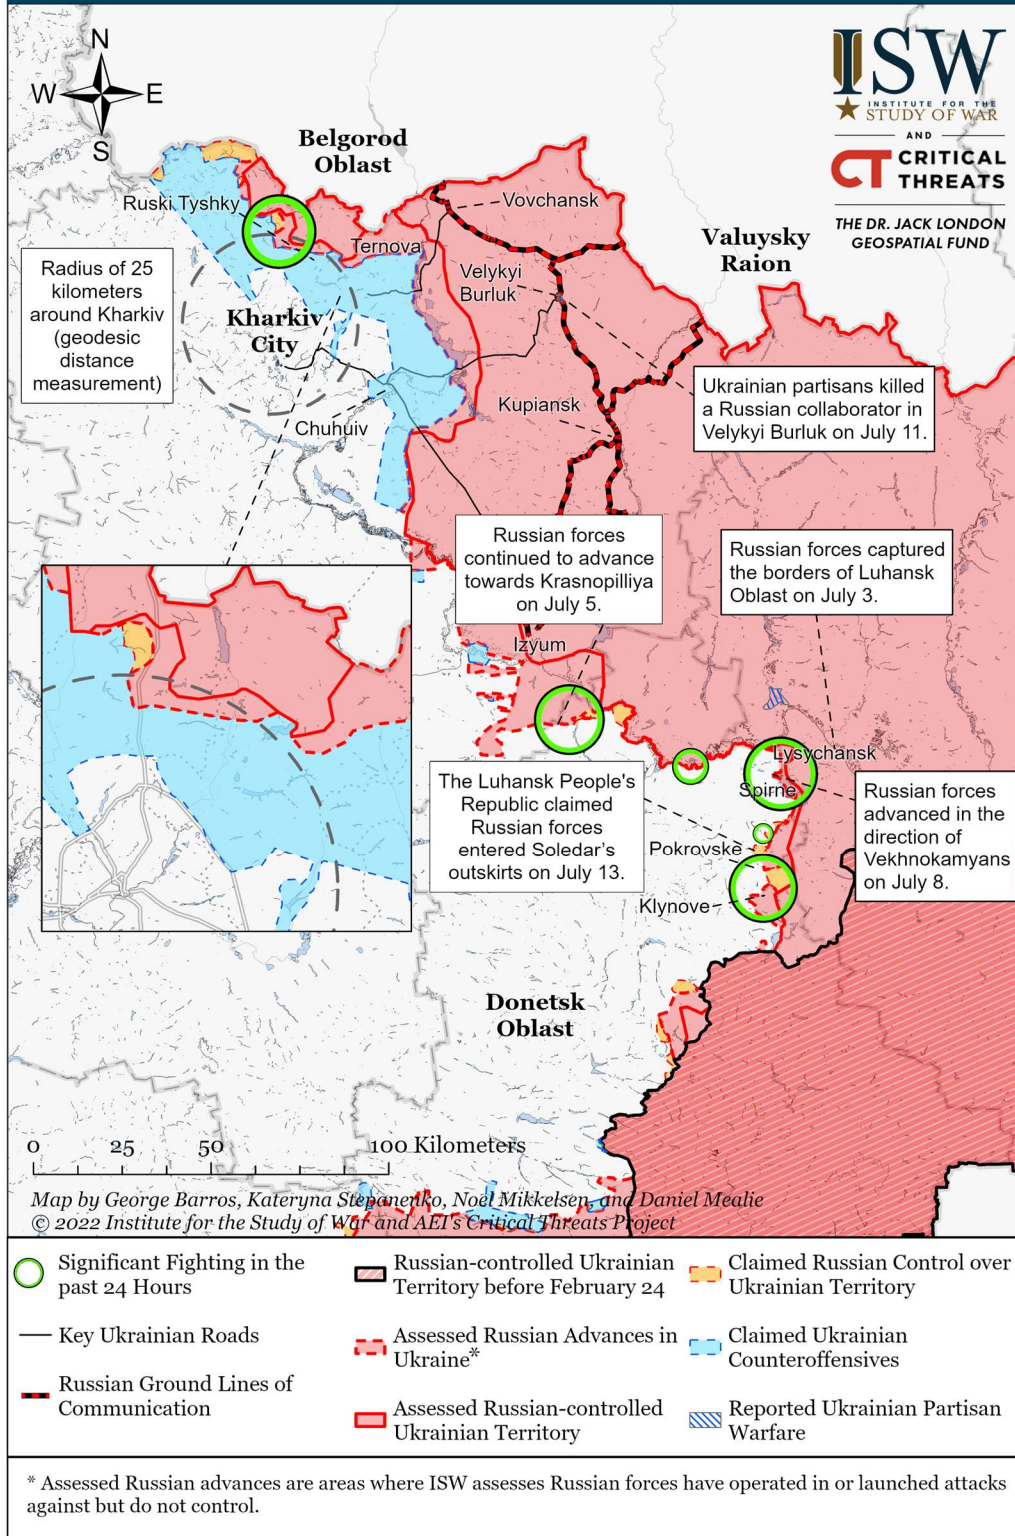 N
W E
S
ISW
INSTITUTE FOR THE
STUDY OF WAR
AND
CT CRITICAL
THREATS
THE DR. JACK LONDON
GEOSPATIAL FUND
Belgorod
Oblast
Ruski Tyshky
Vovchansk
Ternova
Valuysky
Raion
Velykyi
Burluk
Radius of 25
kilometers
around Kharkiv
(geodesic
distance
measurement)
Kharkiv
City
Ukrainian partisans killed
a Russian collaborator in
Velykyi Burluk on July 11.
Kupiansk
Chuhuiv
Russian forces
continued to advance
towards Krasnopilliya
on July 5.
Russian forces captured
the borders of Luhansk
Oblast on July 3.
Izyum
Lysychansk
Spirne
The Luhansk People's
Republic claimed
Russian forces
entered Soledar's
outskirts on July 13.
Russian forces
advanced in the
direction of
Vekhnokamyans
on July 8.
Pokrovske
Klynove
Donetsk
Oblast
0 25 50 100 Kilometers
Map by George Barros, Kateryna Stepanenko, Noel Mikkelsen, and Daniel Mealie
© 2022 Institute for the Study of War and AEI's Critical Threats Project
Significant Fighting in the
past 24 Hours
Key Ukrainian Roads
Russian Ground Lines of
Communication
Russian-controlled Ukrainian
Territory before February 24
Assessed Russian Advances in
Ukraine*
Assessed Russian-controlled
Ukrainian Territory
Claimed Russian Control over
Ukrainian Territory
Claimed Ukrainian
Counteroffensives
Reported Ukrainian Partisan
Warfare
* Assessed Russian advances are areas where ISW assesses Russian forces have operated in or launched attacks
against but do not control.